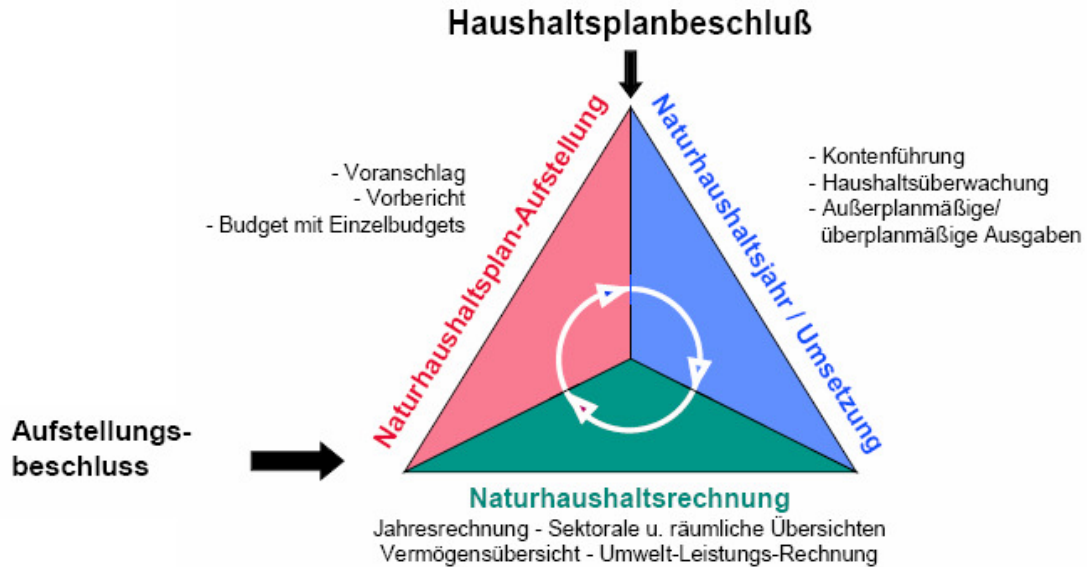 Haushaltsplanbeschluß
Naturhaushaltsplan-Aufstellung
- Voranschlag
- Vorbericht
- Budget mit Einzelbudgets
Naturhaushaltsjahr / Umsetzung
- Kontenführung
- Haushaltsüberwachung
- Außerplanmäßige/
überplanmäßige Ausgaben
Aufstellungs-
beschluss
Naturhaushaltsrechnung
Jahresrechnung - Sektorale u. räumliche Übersichten
Vermögensübersicht - Umwelt-Leistungs-Rechnung